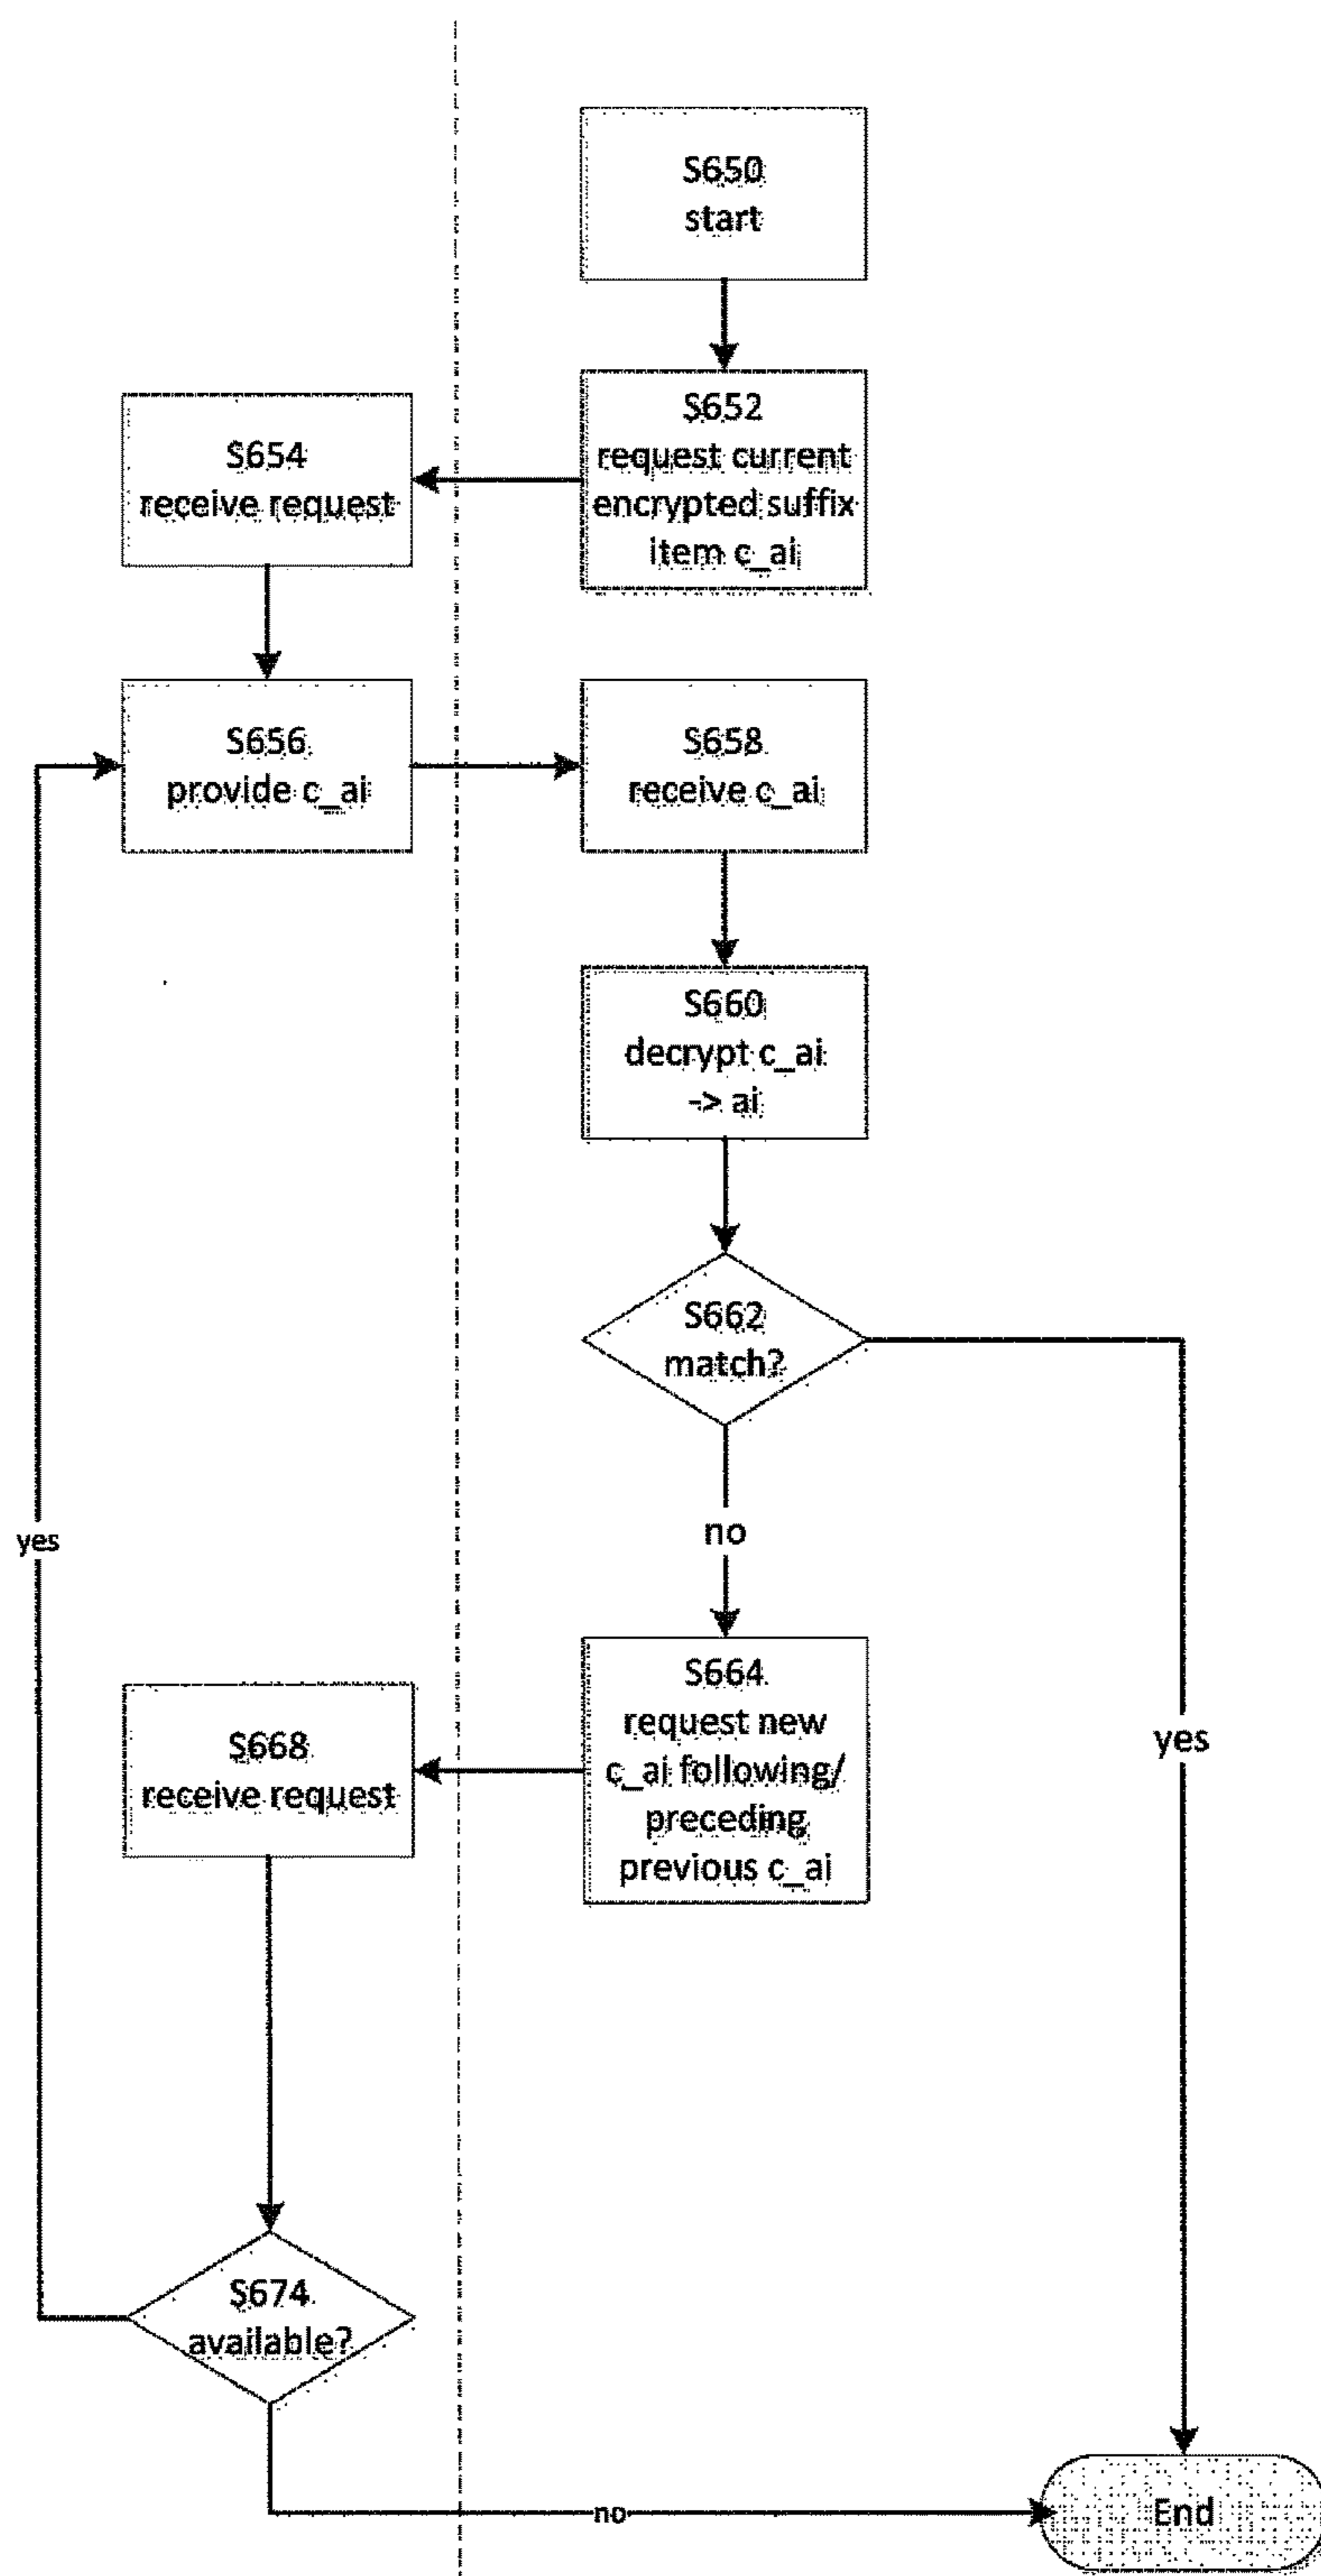 S650
start
S652
request current
encrypted suffix
item c_ai
S654
receive request
S656
provide c_ai
S658
receive c_ai
S660
decrypt c_ai
-> ai
S662
match?
no
yes
yes
S664
request new
c_ai following/
preceding
previous c_ai
S668
receive request
S674
available?
no
End